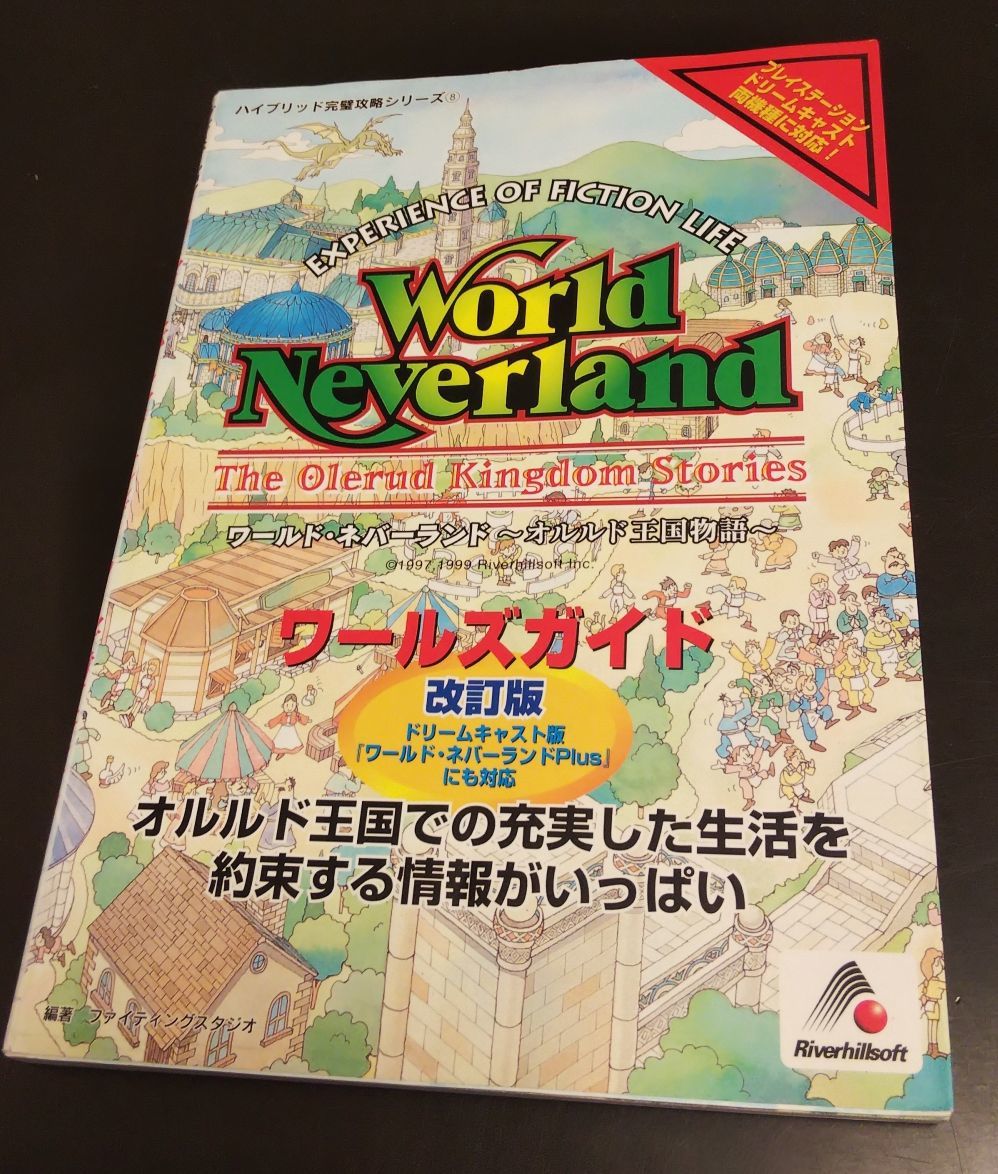 ハイブリッド完璧攻略シリーズ⑧
プレイステーション
ドリームキャスト
両機種に対応！
EXPERIENCE OF FICTION LIFE
World
Neverland
The Olerud Kingdom Stories
ワールド・ネバーランド～オルルド王国物語～
©1997,1999 Riverhillsoft Inc.
ワールズガイド
改訂版
ドリームキャスト版
『ワールド・ネバーランドPlus』
にも対応
オルルド王国での充実した生活を
約束する情報がいっぱい
編著 ファイティングスタジオ
Riverhillsoft